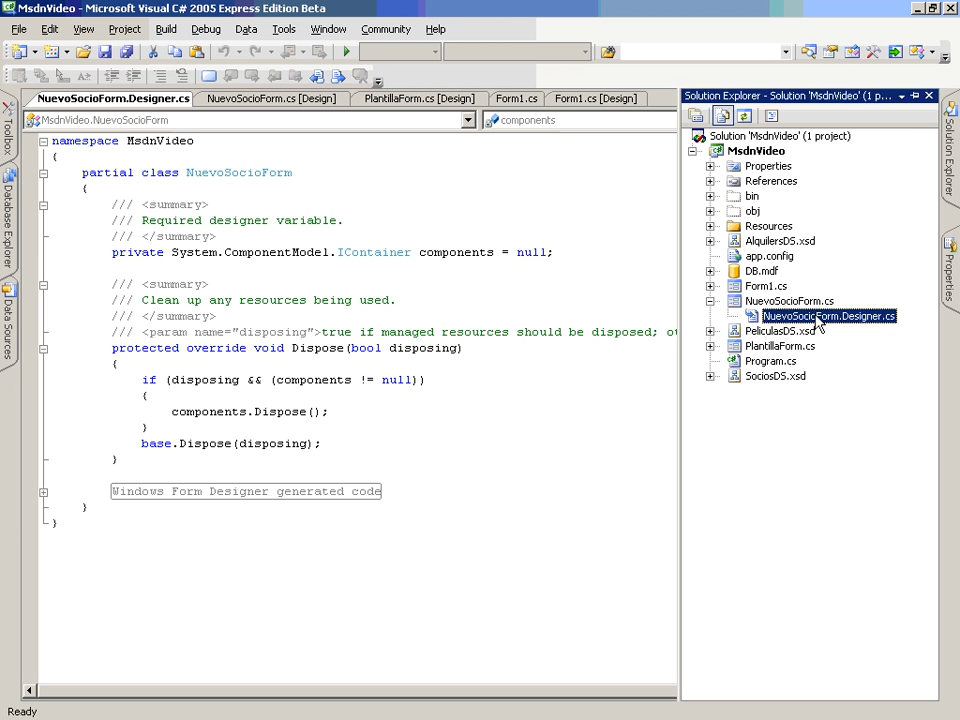 MsdnVideo - Microsoft Visual C# 2005 Express Edition Beta
File Edit View Project Build Debug Data Tools Window Community Help
NuevoSocioForm.Designer.cs NuevoSocioForm.cs [Design] PlantillaForm.cs [Design] Form1.cs Form1.cs [Design]
MsdnVideo.NuevoSocioForm components
namespace MsdnVideo
{
partial class NuevoSocioForm
{
/// <summary>
/// Required designer variable.
/// </summary>
private System.ComponentModel.IContainer components = null;
/// <summary>
/// Clean up any resources being used.
/// </summary>
/// <param name="disposing">true if managed resources should be disposed; ot
protected override void Dispose(bool disposing)
{
if (disposing && (components != null))
{
components.Dispose();
}
base.Dispose(disposing);
}
Windows Form Designer generated code
}
}
Toolbox
Database Explorer
Data Sources
Solution Explorer - Solution 'MsdnVideo' (1 p...
Solution 'MsdnVideo' (1 project)
MsdnVideo
Properties
References
bin
obj
Resources
AlquilersDS.xsd
app.config
DB.mdf
Form1.cs
NuevoSocioForm.cs
NuevoSocioForm.Designer.cs
PeliculasDS.xsd
PlantillaForm.cs
Program.cs
SociosDS.xsd
Solution Explorer
Properties
Ready